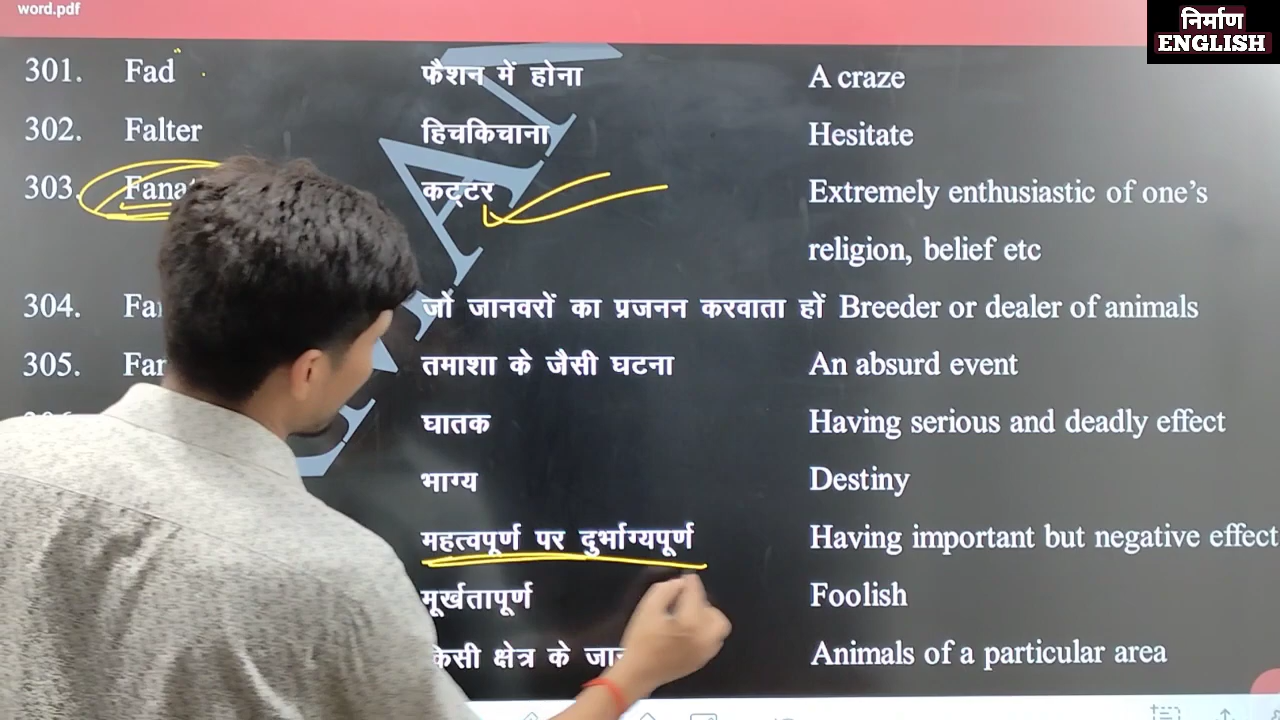 word.pdf
निर्माण
ENGLISH
301. Fad फैशन में होना A craze
302. Falter हिचकिचाना Hesitate
303. कट्टर Extremely enthusiastic of one's
religion, belief etc
304. जों जानवरों का प्रजनन करवाता हों Breeder or dealer of animals
305. तमाशा के जैसी घटना An absurd event
घातक Having serious and deadly effect
भाग्य Destiny
महत्वपूर्ण पर दुर्भाग्यपूर्ण Having important but negative effect
मूर्खतापूर्ण Foolish
किसी क्षेत्र के Animals of a particular area